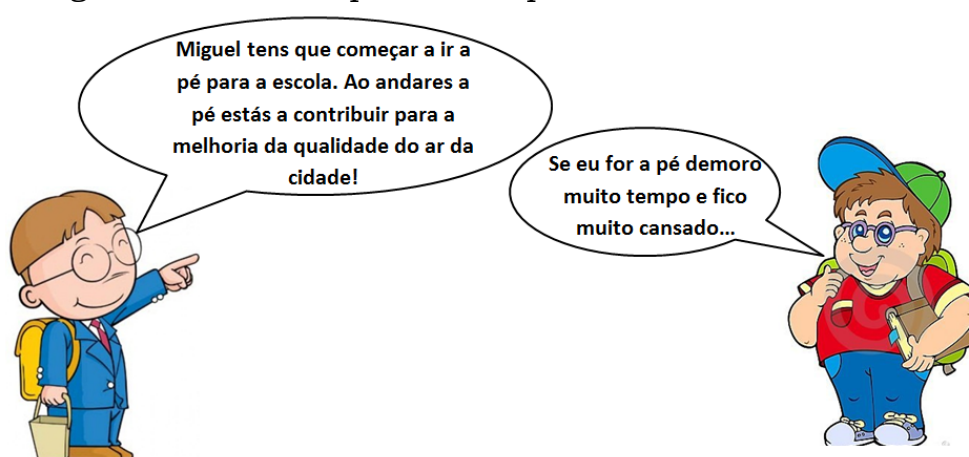 Miguel tens que começar a ir a
pé para a escola. Ao andares a
pé estás a contribuir para a
melhoria da qualidade do ar da
cidade!
Se eu for a pé demoro
muito tempo e fico
muito cansado...